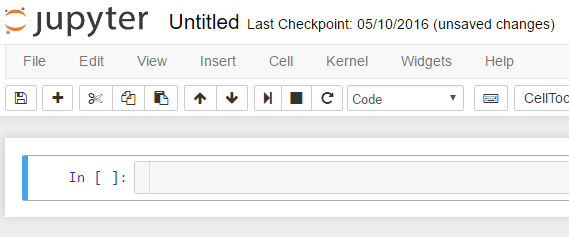 jupyter Untitled Last Checkpoint: 05/10/2016 (unsaved changes)
File Edit View Insert Cell Kernel Widgets Help
Code CellToo
In [ ]: